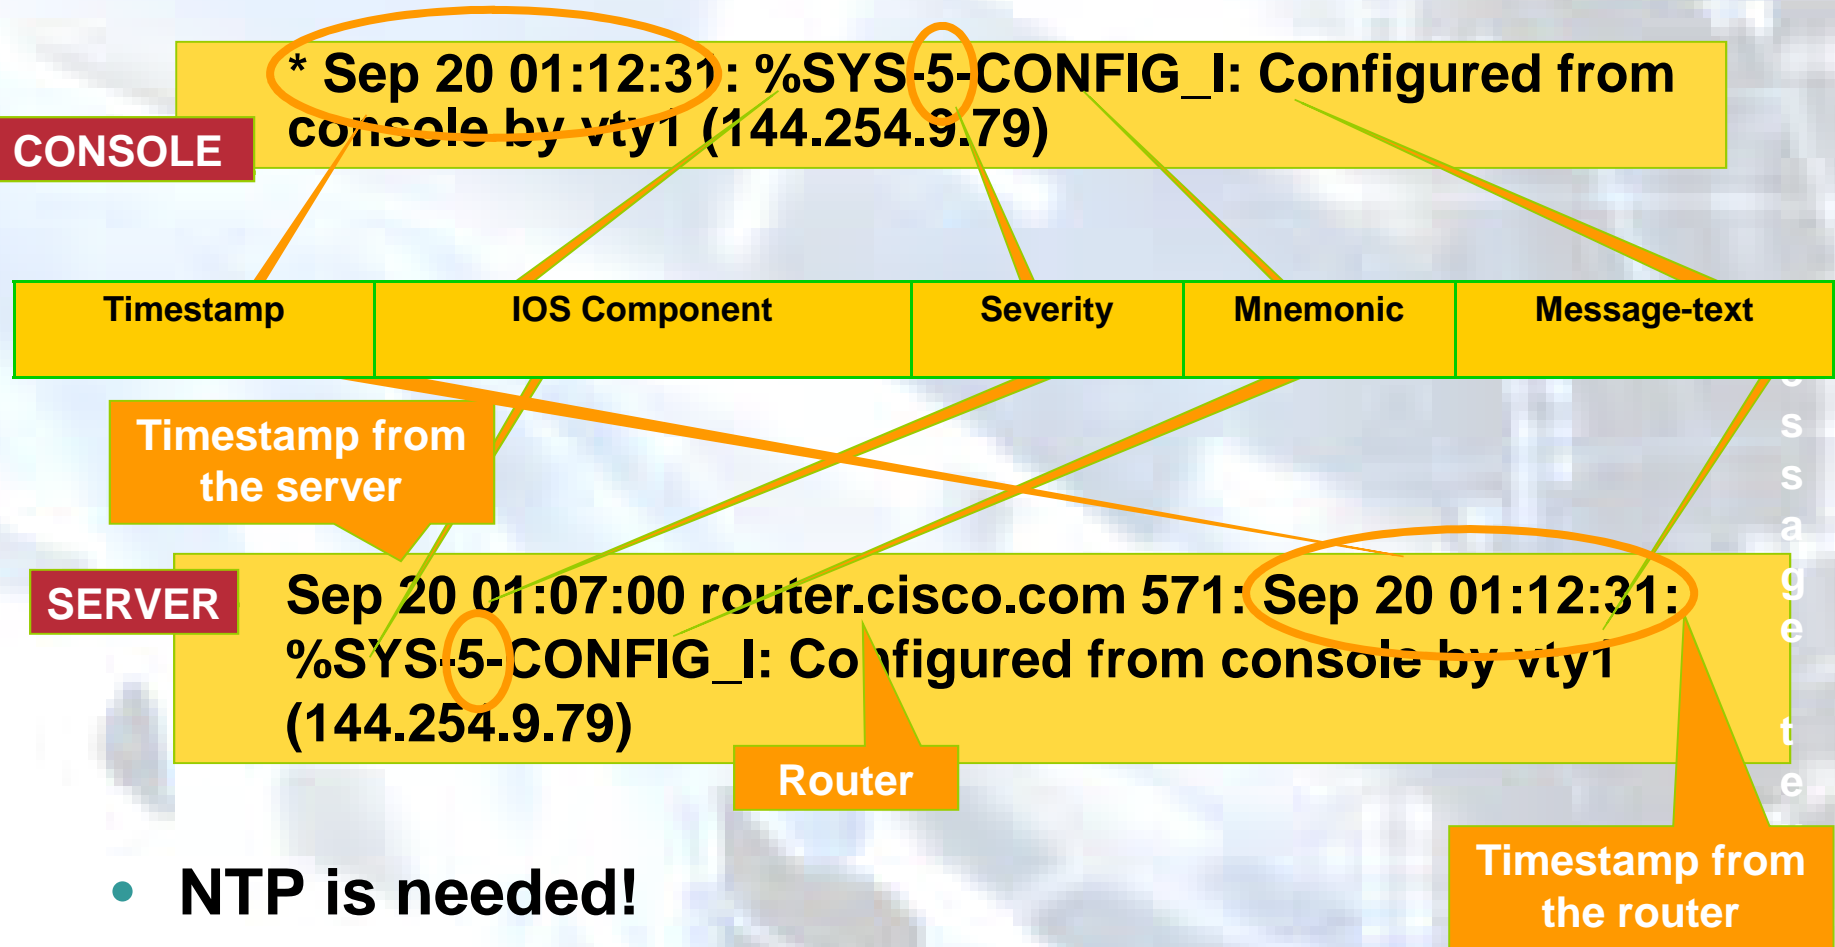 * Sep 20 01:12:31: %SYS-5-CONFIG_I: Configured from
console by vty1 (144.254.9.79)
CONSOLE
Timestamp
IOS Component
Severity
Mnemonic
Message-text
Timestamp from
the server
SERVER
Sep 20 01:07:00 router.cisco.com 571: Sep 20 01:12:31:
%SYS-5-CONFIG_I: Configured from console by vty1
(144.254.9.79)
Router
Timestamp from
the router
• NTP is needed!
s
s
a
g
e
t
e